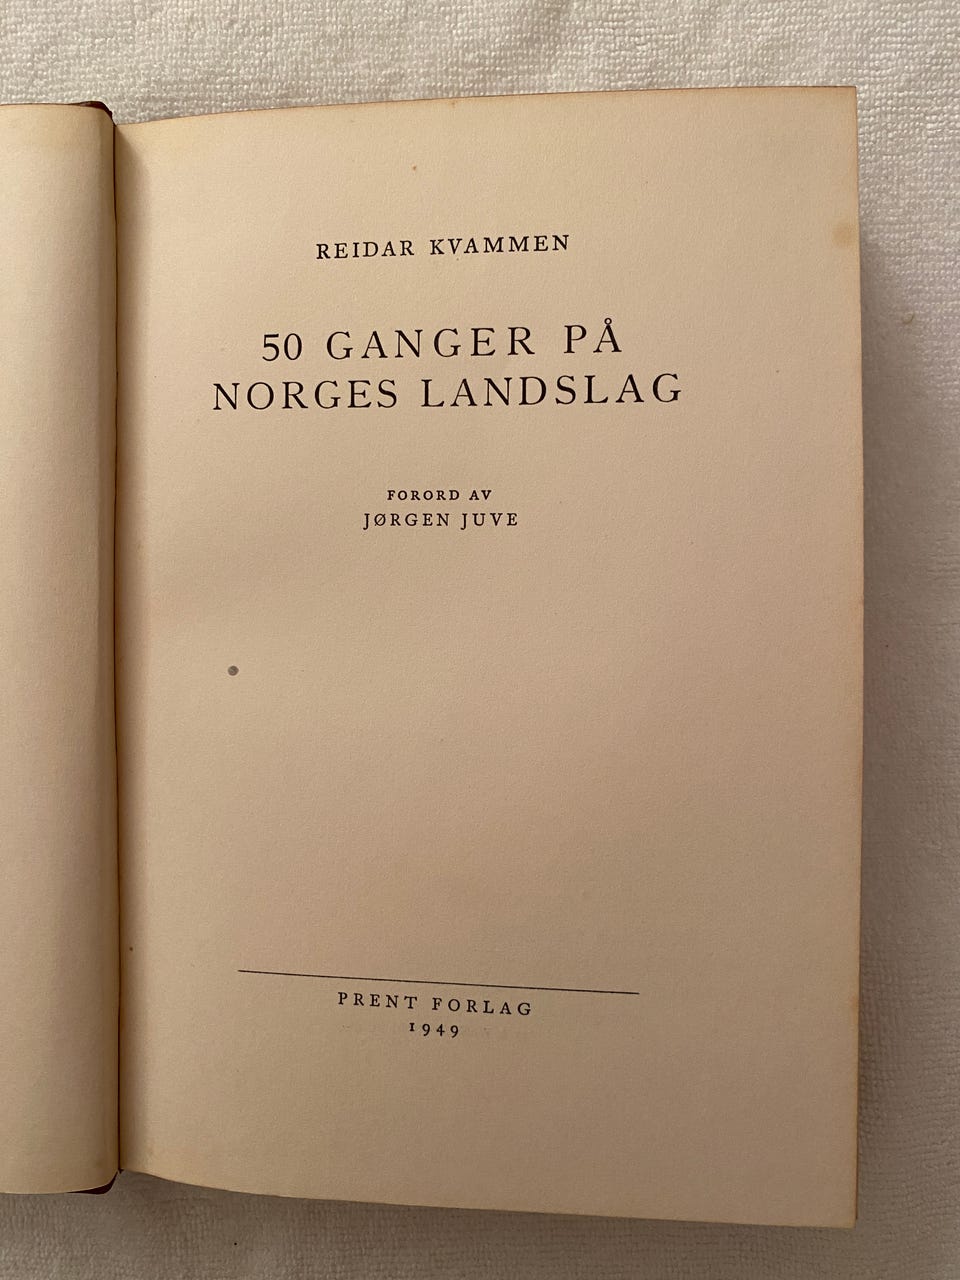 REIDAR KVAMMEN
50 GANGER PÅ
NORGES LANDSLAG
FORORD AV
JØRGEN JUVE
PRENT FORLAG
1949